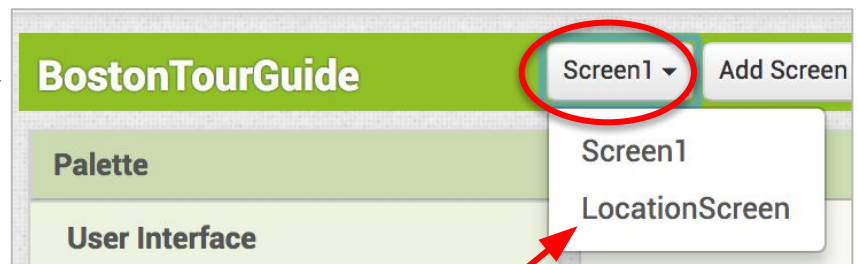 BostonTourGuide
Screen1
Add Screen
Screen1
LocationScreen
Palette
User Interface